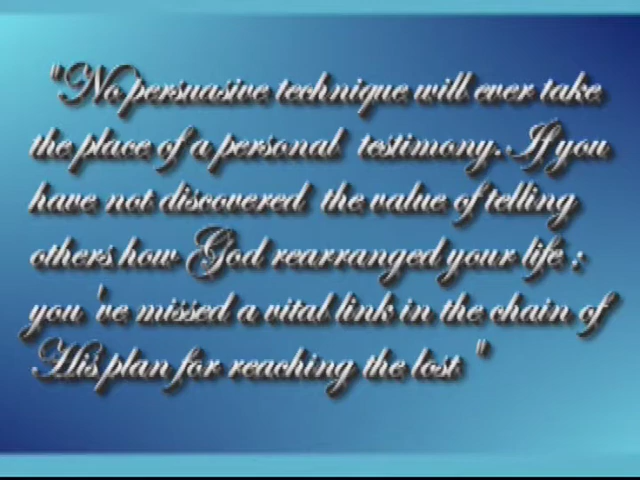 "No persuasive technique will ever take
the place of a personal testimony. If you
have not discovered the value of telling
others how God rearranged your life ;
you 've missed a vital link in the chain of
His plan for reaching the lost "